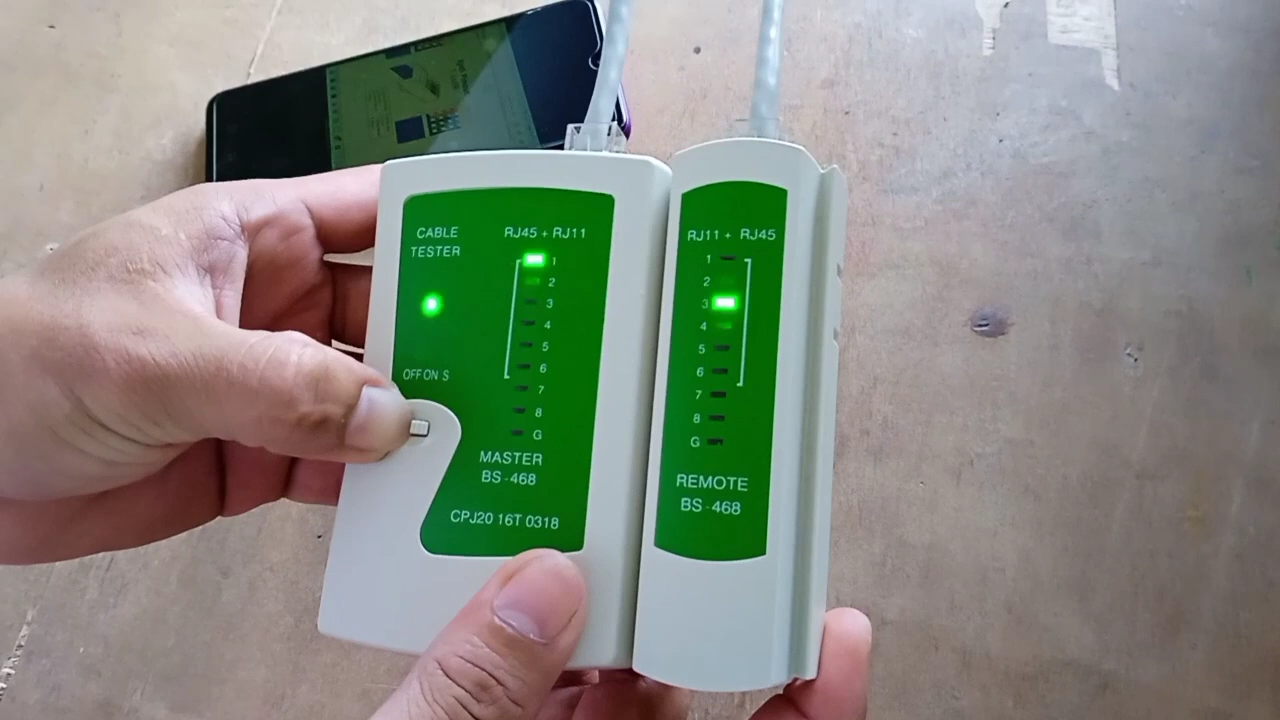 CABLE
TESTER
RJ45 + RJ11
1
2
3
4
5
6
7
8
G
OFF ON S
MASTER
BS-468
CPJ20 16T 0318
RJ11 + RJ45
1
2
3
4
5
6
7
8
G
REMOTE
BS-468